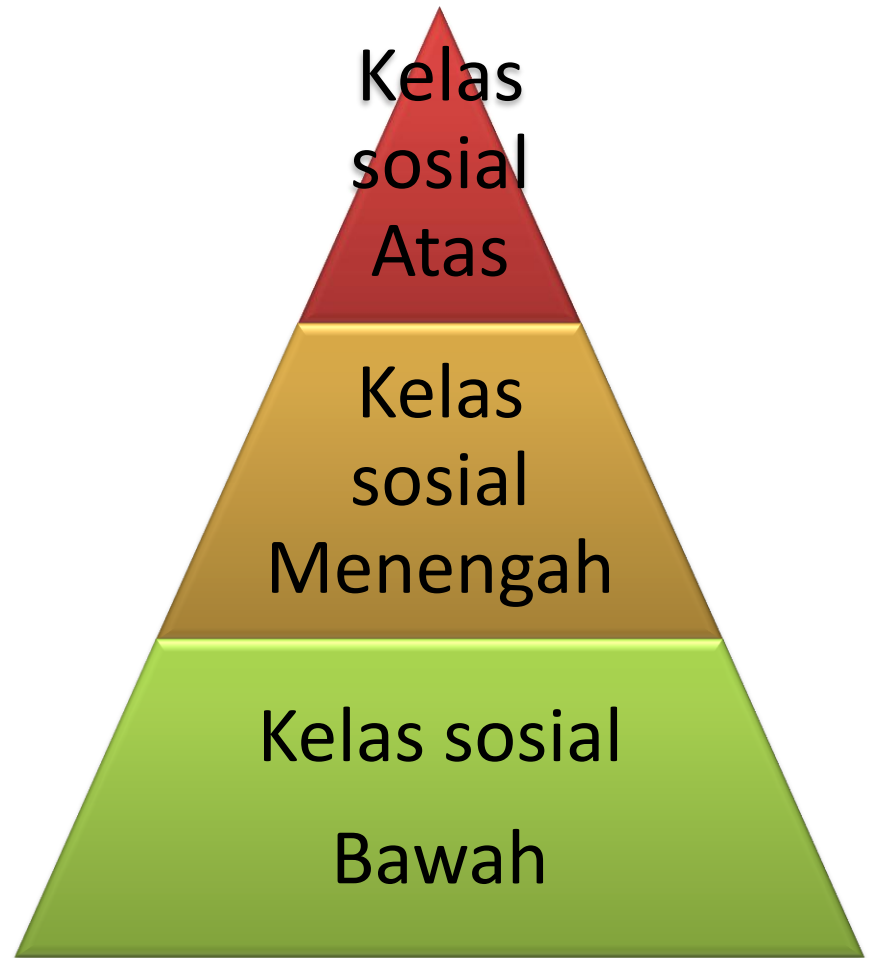 Kelas
sosial
Atas
Kelas
sosial
Menengah
Kelas sosial
Bawah